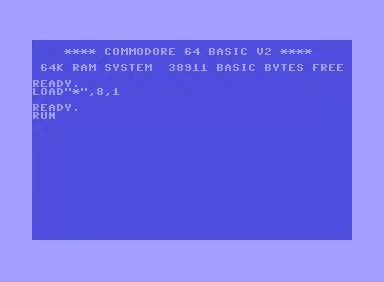 **** COMMODORE 64 BASIC V2 ****
64K RAM SYSTEM 38911 BASIC BYTES FREE
READY.
LOAD"*",8,1
READY.
RUN